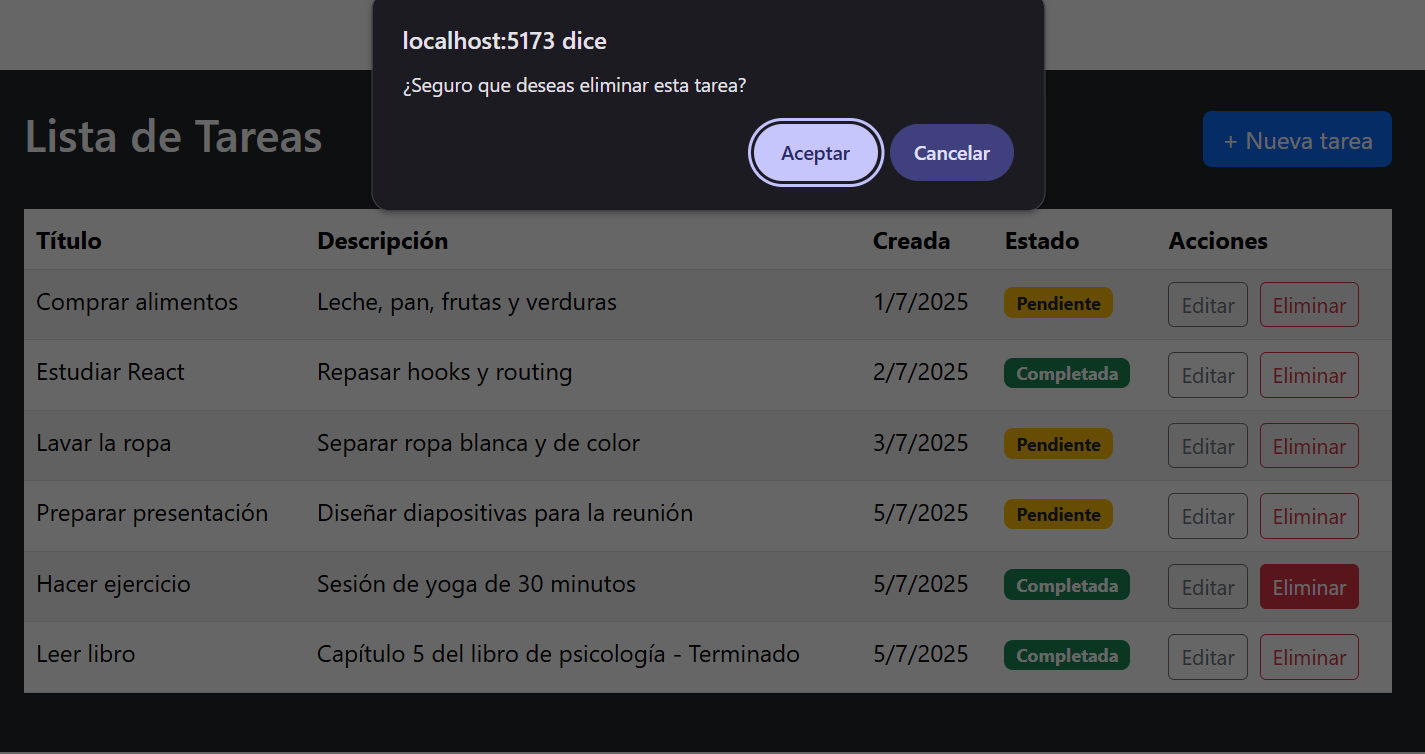 localhost:5173 dice
¿Seguro que deseas eliminar esta tarea?
Aceptar Cancelar
Lista de Tareas + Nueva tarea
Título Descripción Creada Estado Acciones
Comprar alimentos Leche, pan, frutas y verduras 1/7/2025 Pendiente Editar Eliminar
Estudiar React Repasar hooks y routing 2/7/2025 Completada Editar Eliminar
Lavar la ropa Separar ropa blanca y de color 3/7/2025 Pendiente Editar Eliminar
Preparar presentación Diseñar diapositivas para la reunión 5/7/2025 Pendiente Editar Eliminar
Hacer ejercicio Sesión de yoga de 30 minutos 5/7/2025 Completada Editar Eliminar
Leer libro Capítulo 5 del libro de psicología - Terminado 5/7/2025 Completada Editar Eliminar